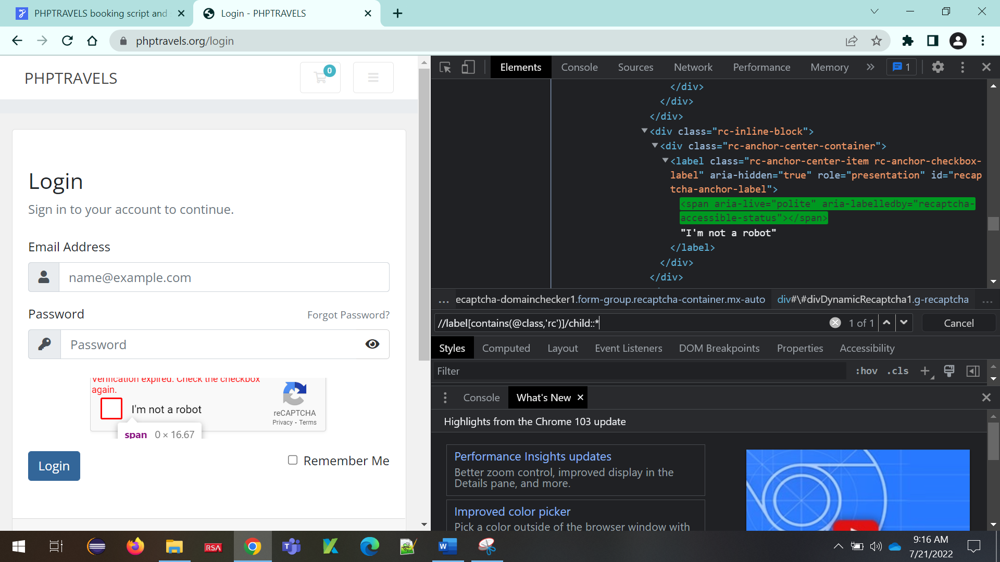 PHPTRAVELS booking script and
Login - PHPTRAVELS
phptravels.org/login
PHPTRAVELS
0
Login
Sign in to your account to continue.
Email Address
name@example.com
Password
Forgot Password?
Password
Verification expired. Check the checkbox
again.
I'm not a robot
reCAPTCHA
Privacy - Terms
span 0 × 16.67
Login
Remember Me
Elements
Console
Sources
Network
Performance
Memory
1
</div>
</div>
</div>
<div class="rc-inline-block">
<div class="rc-anchor-center-container">
<label class="rc-anchor-center-item rc-anchor-checkbox-
label" aria-hidden="true" role="presentation" id="recap
tcha-anchor-label">
<span aria-live="polite" aria-labelledby="recaptcha-
accessible-status"></span>
"I'm not a robot"
</label>
</div>
</div>
... ecaptcha-domainchecker1.form-group.recaptcha-container.mx-auto div#\#divDynamicRecaptcha1.g-recaptcha ...
//label[contains(@class,'rc')]/child::*
1 of 1
Cancel
Styles
Computed
Layout
Event Listeners
DOM Breakpoints
Properties
Accessibility
Filter
:hov
.cls
Console
What's New
Highlights from the Chrome 103 update
Performance Insights updates
Better zoom control, improved display in the
Details pane, and more.
Improved color picker
Pick a color outside of the browser window with
RSA
W
9:16 AM
7/21/2022